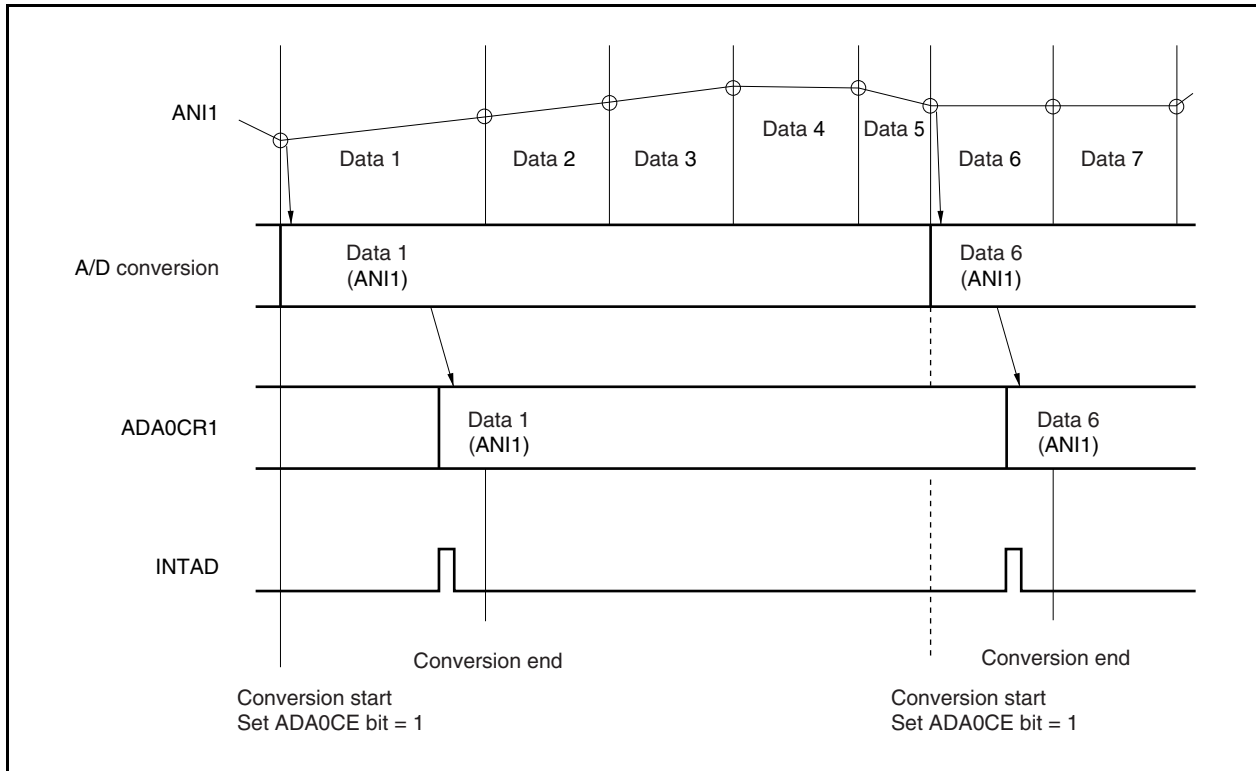 ANI1
Data 1
Data 2
Data 3
Data 4
Data 5
Data 6
Data 7
A/D conversion
Data 1
(ANI1)
Data 6
(ANI1)
ADA0CR1
Data 1
(ANI1)
Data 6
(ANI1)
INTAD
Conversion end
Conversion end
Conversion start
Set ADA0CE bit = 1
Conversion start
Set ADA0CE bit = 1